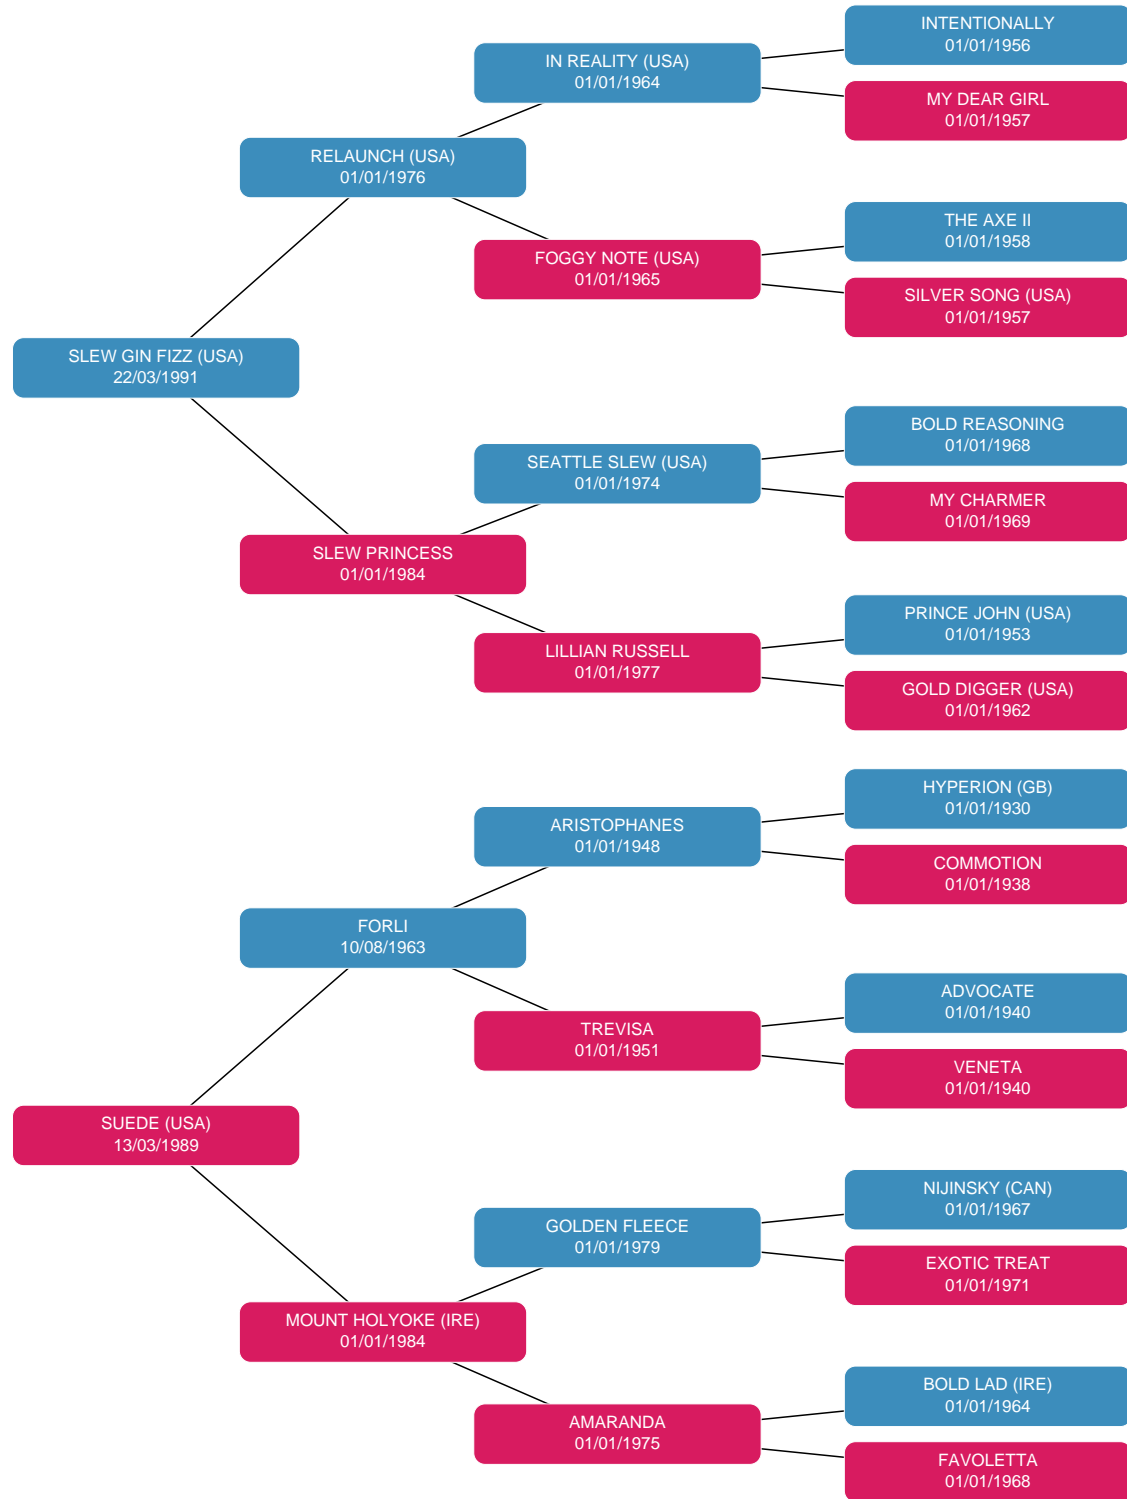 INTENTIONALLY
01/01/1956
IN REALITY (USA)
01/01/1964
MY DEAR GIRL
01/01/1957
RELAUNCH (USA)
01/01/1976
THE AXE II
01/01/1958
FOGGY NOTE (USA)
01/01/1965
SILVER SONG (USA)
01/01/1957
SLEW GIN FIZZ (USA)
22/03/1991
BOLD REASONING
01/01/1968
SEATTLE SLEW (USA)
01/01/1974
MY CHARMER
01/01/1969
SLEW PRINCESS
01/01/1984
PRINCE JOHN (USA)
01/01/1953
LILLIAN RUSSELL
01/01/1977
GOLD DIGGER (USA)
01/01/1962
HYPERION (GB)
01/01/1930
ARISTOPHANES
01/01/1948
COMMOTION
01/01/1938
FORLI
10/08/1963
ADVOCATE
01/01/1940
TREVISA
01/01/1951
VENETA
01/01/1940
SUEDE (USA)
13/03/1989
NIJINSKY (CAN)
01/01/1967
GOLDEN FLEECE
01/01/1979
EXOTIC TREAT
01/01/1971
MOUNT HOLYOKE (IRE)
01/01/1984
BOLD LAD (IRE)
01/01/1964
AMARANDA
01/01/1975
FAVOLETTA
01/01/1968